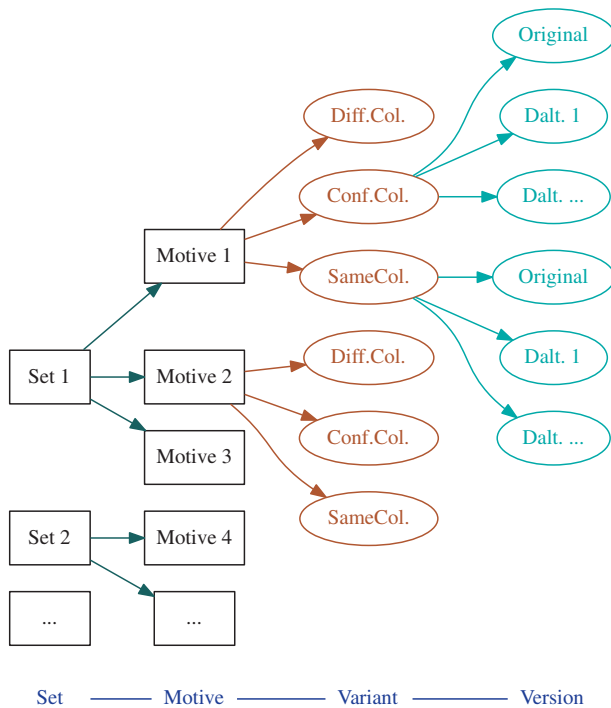 Original
Diff.Col.
Dalt. 1
Conf.Col.
Dalt. ...
Motive 1
SameCol.
Original
Set 1
Motive 2
Diff.Col.
Dalt. 1
Motive 3
Conf.Col.
Dalt. ...
SameCol.
Set 2
Motive 4
...
...
Set
Motive
Variant
Version